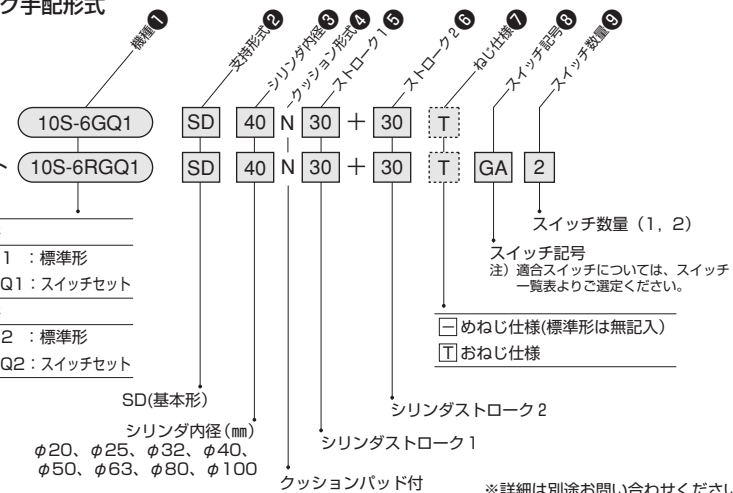 ク手配形式
機種❶
支持形式❷
シリンダ内径❸
クッション形式❹
ストローク1❺
ストローク2❻
ねじ仕様❼
スイッチ記号❽
スイッチ数量❾
10S-6GQ1 SD 40 N 30 + 30 T
ト 10S-6RGQ1 SD 40 N 30 + 30 T GA 2
スイッチ数量（1, 2）
スイッチ記号
注）適合スイッチについては、スイッチ
一覧表よりご選定ください。
1 ：標準形
Q1：スイッチセット
2 ：標準形
Q2：スイッチセット
－めねじ仕様(標準形は無記入)
Tおねじ仕様
SD(基本形)
シリンダストローク2
シリンダ内径(㎜)
φ20、φ25、φ32、φ40、
φ50、φ63、φ80、φ100
シリンダストローク1
クッションパッド付
※詳細は別途お問い合わせくださ